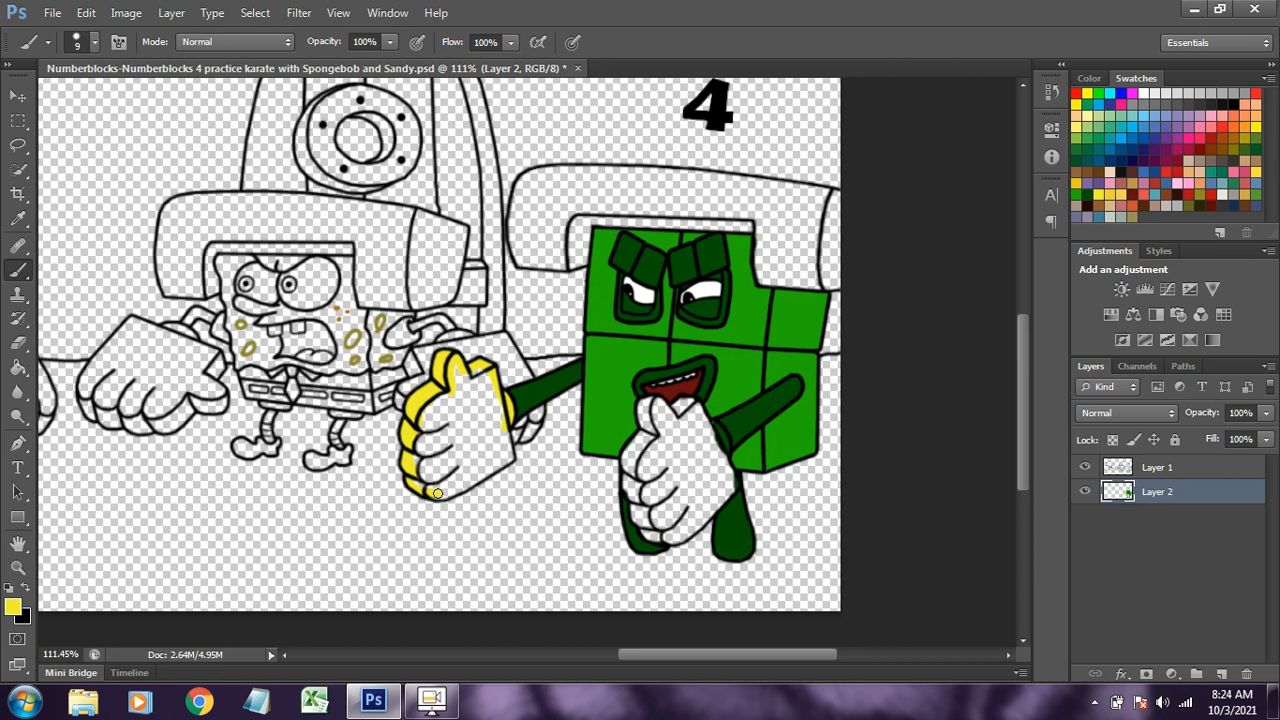 Ps File Edit Image Layer Type Select Filter View Window Help
9 Mode: Normal Opacity: 100% Flow: 100% Essentials
Numberblocks-Numberblocks 4 practice karate with Spongebob and Sandy.psd @ 111% (Layer 2, RGB/8) * ×
Color Swatches
4
Adjustments Styles
Add an adjustment
Layers Channels Paths
Kind
Normal Opacity: 100%
Lock: Fill: 100%
Layer 1
Layer 2
111.45% Doc: 2.64M/4.95M
Mini Bridge Timeline
Ps
8:24 AM
10/3/2021